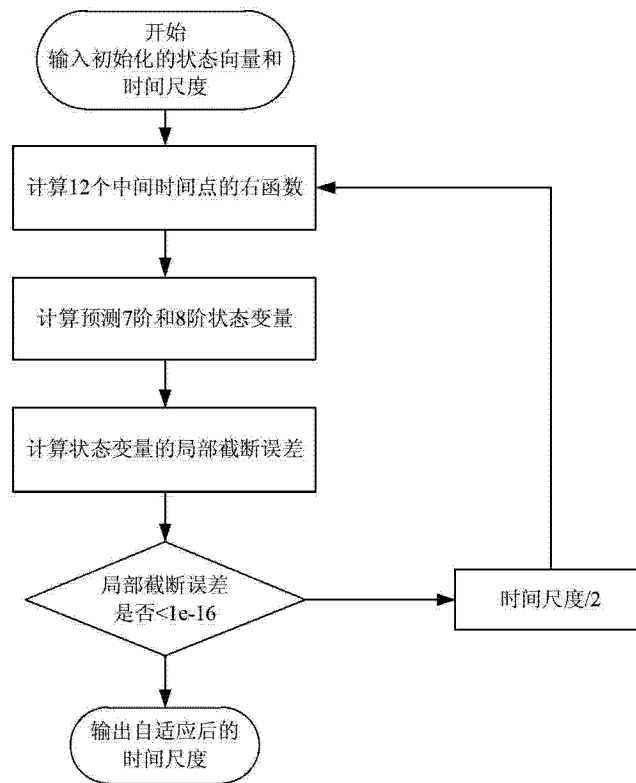 开始
输入初始化的状态向量和
时间尺度
计算12个中间时间点的右函数
计算预测7阶和8阶状态变量
计算状态变量的局部截断误差
局部截断误差
是否<1e-16
时间尺度/2
输出自适应后的
时间尺度